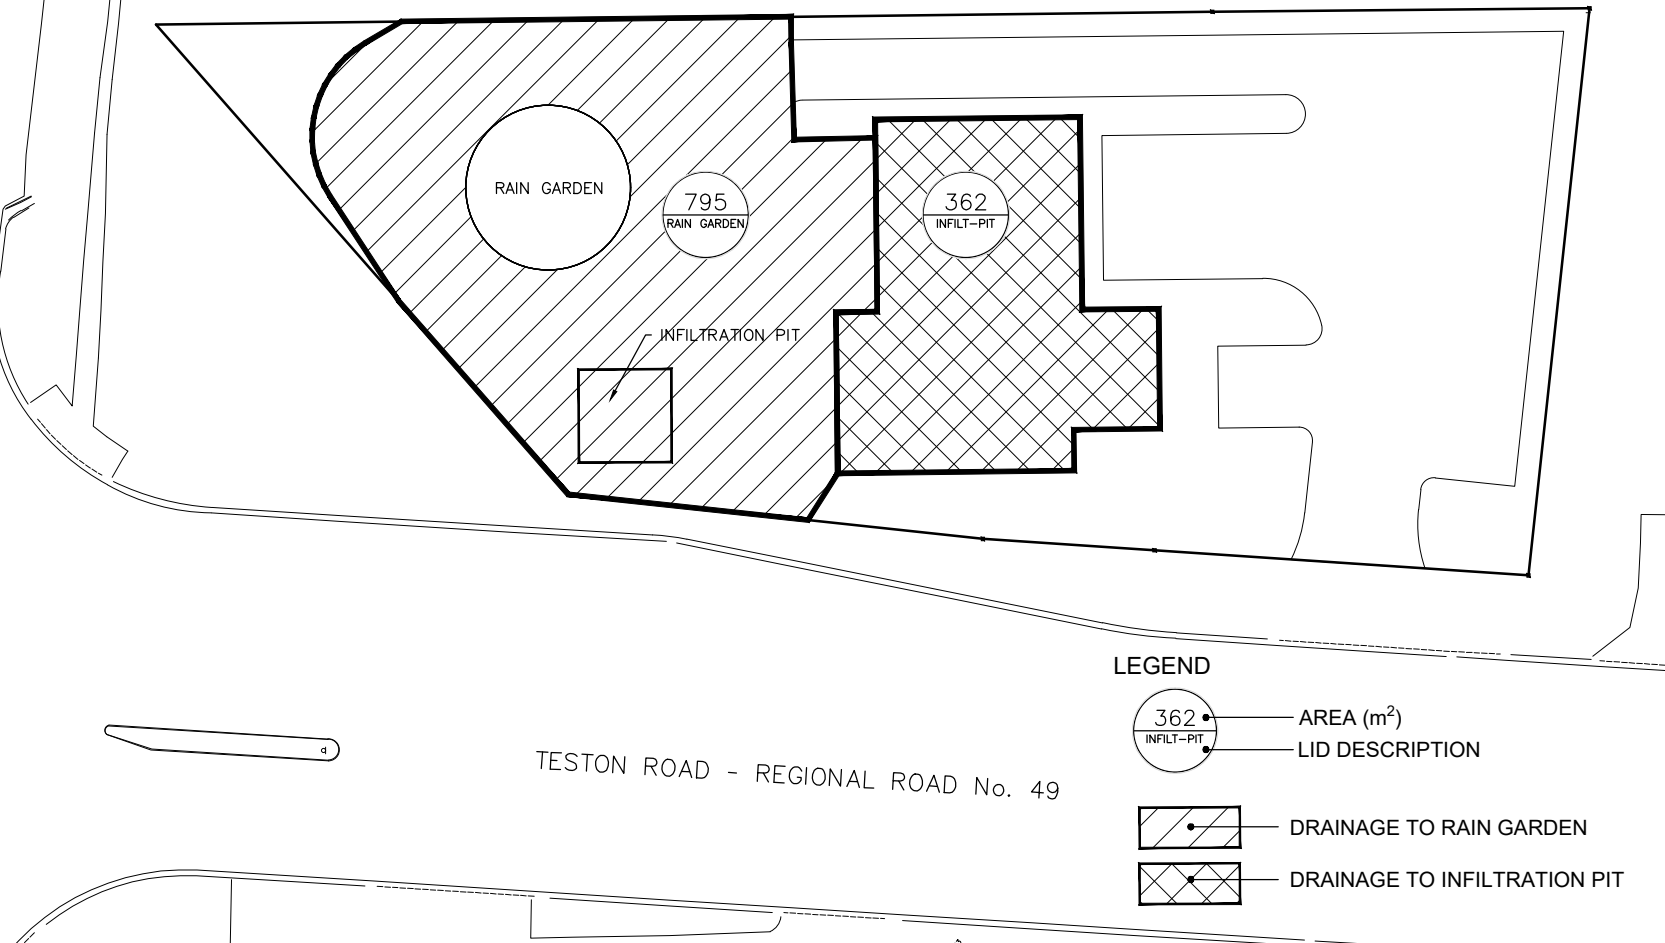 RAIN GARDEN
795
RAIN GARDEN
362
INFILT-PIT
INFILTRATION PIT
LEGEND
362
INFILT-PIT
AREA (m²)
LID DESCRIPTION
TESTON ROAD - REGIONAL ROAD No. 49
DRAINAGE TO RAIN GARDEN
DRAINAGE TO INFILTRATION PIT